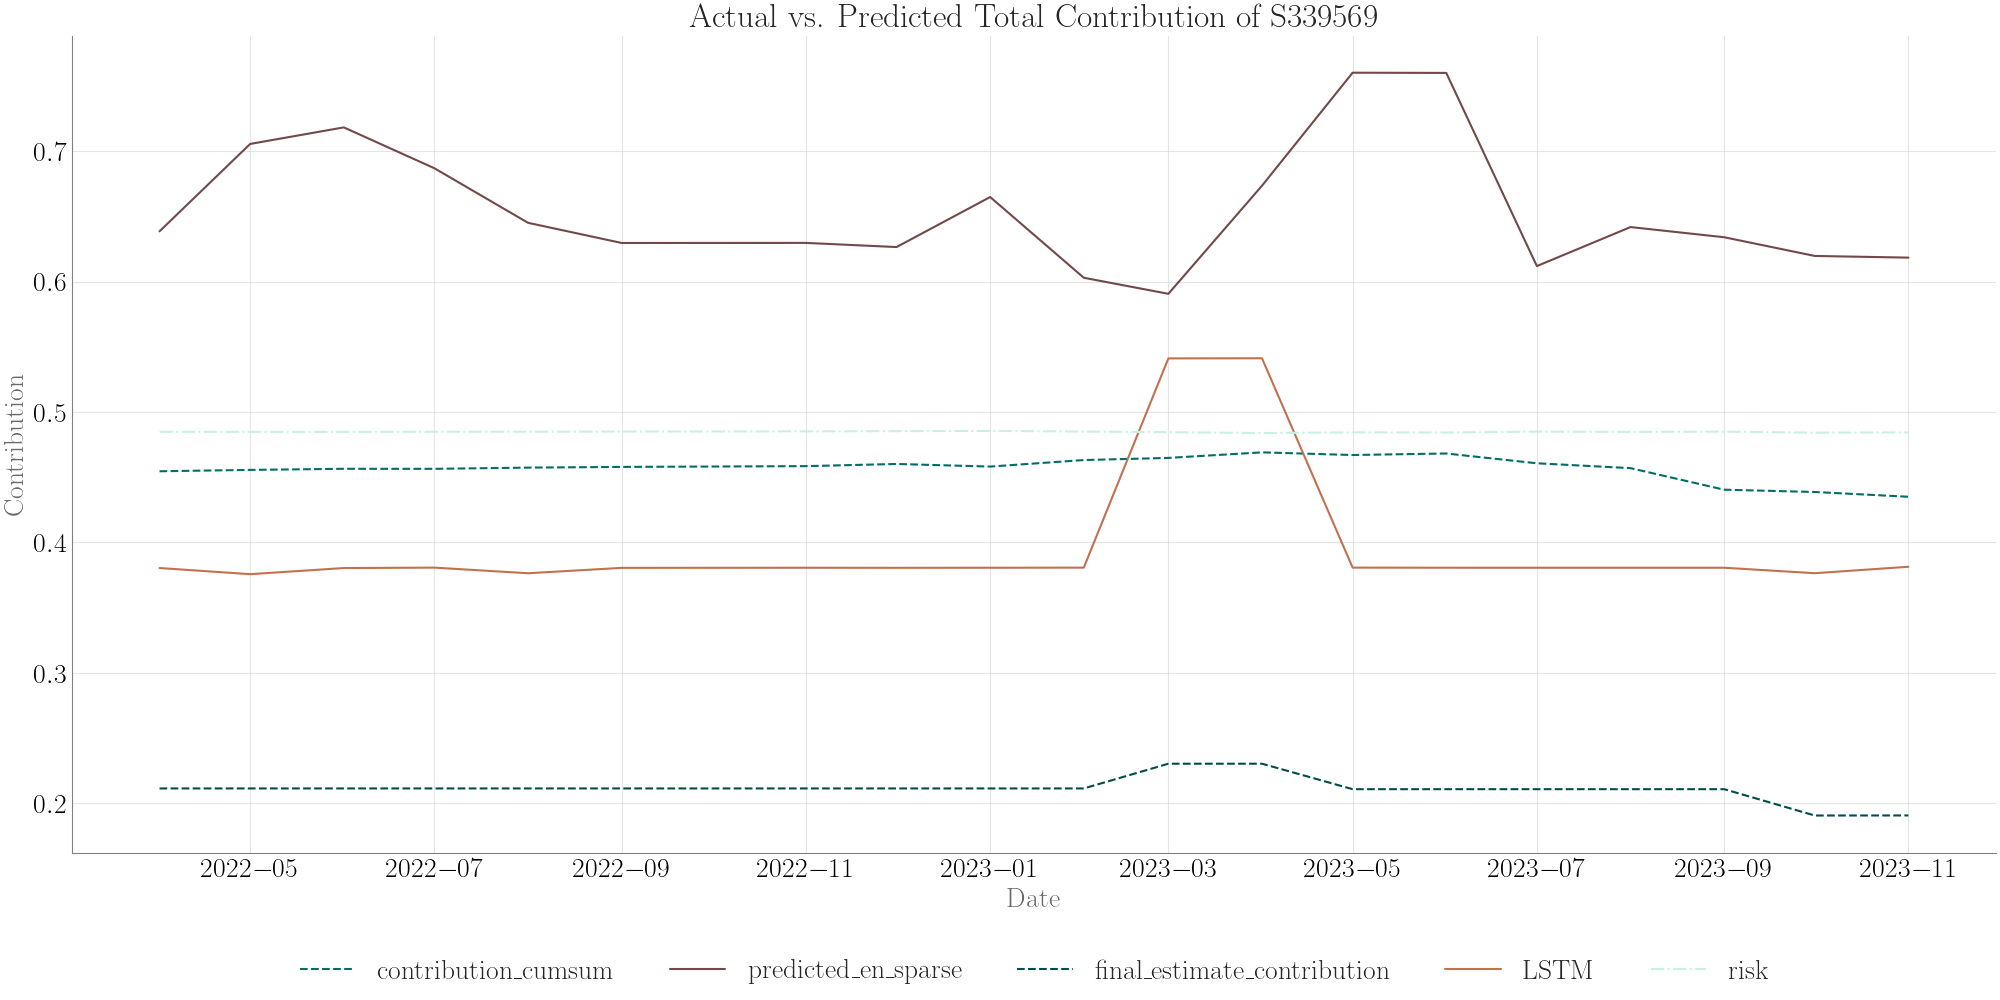 Actual vs. Predicted Total Contribution of S339569
Contribution
0.7
0.6
0.5
0.4
0.3
0.2
2022−05 2022−07 2022−09 2022−11 2023−01 2023−03 2023−05 2023−07 2023−09 2023−11
Date
contribution_cumsum predicted_en_sparse final_estimate_contribution LSTM risk